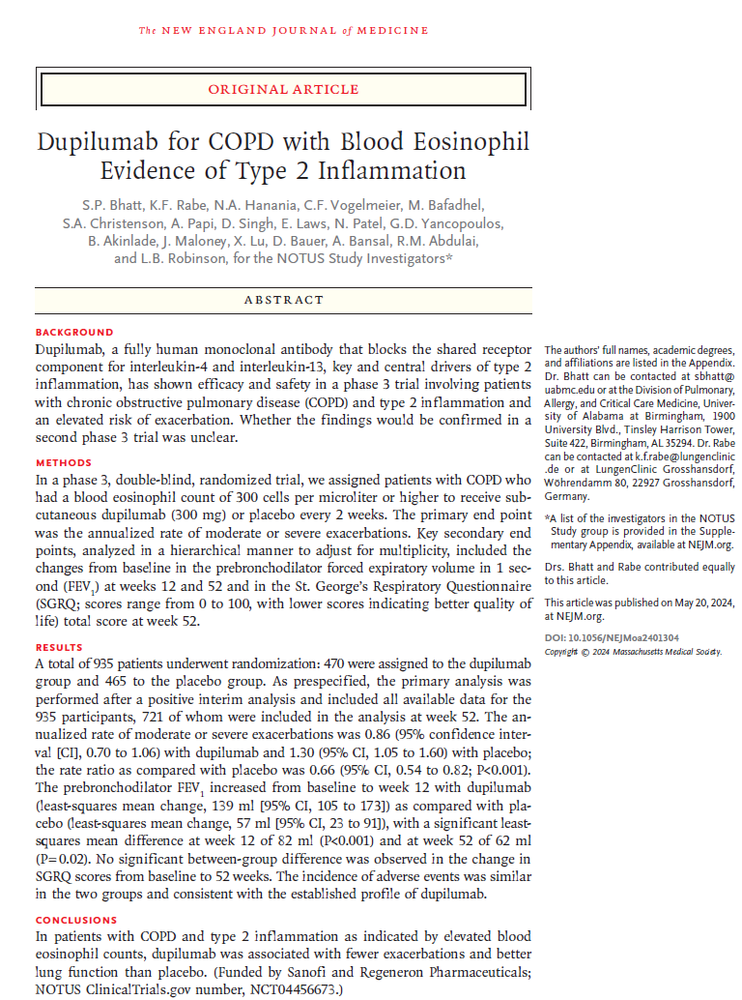 The NEW ENGLAND JOURNAL of MEDICINE
ORIGINAL ARTICLE
Dupilumab for COPD with Blood Eosinophil
Evidence of Type 2 Inflammation
S.P. Bhatt, K.F. Rabe, N.A. Hanania, C.F. Vogelmeier, M. Bafadhel,
S.A. Christenson, A. Papi, D. Singh, E. Laws, N. Patel, G.D. Yancopoulos,
B. Akinlade, J. Maloney, X. Lu, D. Bauer, A. Bansal, R.M. Abdulai,
and L.B. Robinson, for the NOTUS Study Investigators*
ABSTRACT
BACKGROUND
Dupilumab, a fully human monoclonal antibody that blocks the shared receptor
component for interleukin-4 and interleukin-13, key and central drivers of type 2
inflammation, has shown efficacy and safety in a phase 3 trial involving patients
with chronic obstructive pulmonary disease (COPD) and type 2 inflammation and
an elevated risk of exacerbation. Whether the findings would be confirmed in a
second phase 3 trial was unclear.
METHODS
In a phase 3, double-blind, randomized trial, we assigned patients with COPD who
had a blood eosinophil count of 300 cells per microliter or higher to receive sub-
cutaneous dupilumab (300 mg) or placebo every 2 weeks. The primary end point
was the annualized rate of moderate or severe exacerbations. Key secondary end
points, analyzed in a hierarchical manner to adjust for multiplicity, included the
changes from baseline in the prebronchodilator forced expiratory volume in 1 sec-
ond (FEV1) at weeks 12 and 52 and in the St. George's Respiratory Questionnaire
(SGRQ; scores range from 0 to 100, with lower scores indicating better quality of
life) total score at week 52.
RESULTS
A total of 935 patients underwent randomization: 470 were assigned to the dupilumab
group and 465 to the placebo group. As prespecified, the primary analysis was
performed after a positive interim analysis and included all available data for the
935 participants, 721 of whom were included in the analysis at week 52. The an-
nualized rate of moderate or severe exacerbations was 0.86 (95% confidence inter-
val [CI], 0.70 to 1.06) with dupilumab and 1.30 (95% CI, 1.05 to 1.60) with placebo;
the rate ratio as compared with placebo was 0.66 (95% CI, 0.54 to 0.82; P<0.001).
The prebronchodilator FEV1 increased from baseline to week 12 with dupilumab
(least-squares mean change, 139 ml [95% CI, 105 to 173]) as compared with pla-
cebo (least-squares mean change, 57 ml [95% CI, 23 to 91]), with a significant least-
squares mean difference at week 12 of 82 ml (P<0.001) and at week 52 of 62 ml
(P=0.02). No significant between-group difference was observed in the change in
SGRQ scores from baseline to 52 weeks. The incidence of adverse events was similar
in the two groups and consistent with the established profile of dupilumab.
CONCLUSIONS
In patients with COPD and type 2 inflammation as indicated by elevated blood
eosinophil counts, dupilumab was associated with fewer exacerbations and better
lung function than placebo. (Funded by Sanofi and Regeneron Pharmaceuticals;
NOTUS ClinicalTrials.gov number, NCT04456673.)
The authors' full names, academic degrees,
and affiliations are listed in the Appendix.
Dr. Bhatt can be contacted at sbhatt@
uabmc.edu or at the Division of Pulmonary,
Allergy, and Critical Care Medicine, Univer-
sity of Alabama at Birmingham, 1900
University Blvd., Tinsley Harrison Tower,
Suite 422, Birmingham, AL 35294. Dr. Rabe
can be contacted at k.f.rabe@lungenclinic
.de or at LungenClinic Grosshansdorf,
Wöhrendamm 80, 22927 Grosshansdorf,
Germany.
*A list of the investigators in the NOTUS
Study group is provided in the Supple-
mentary Appendix, available at NEJM.org.
Drs. Bhatt and Rabe contributed equally
to this article.
This article was published on May 20, 2024,
at NEJM.org.
DOI: 10.1056/NEJMoa2401304
Copyright © 2024 Massachusetts Medical Society.